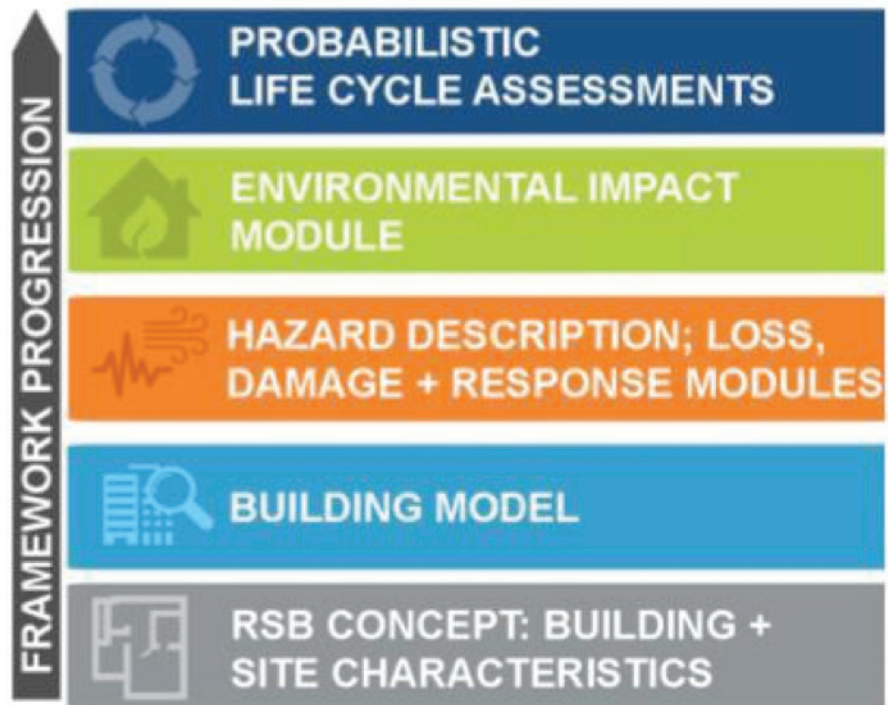 FRAMEWORK PROGRESSION
PROBABILISTIC
LIFE CYCLE ASSESSMENTS
ENVIRONMENTAL IMPACT
MODULE
HAZARD DESCRIPTION; LOSS,
DAMAGE + RESPONSE MODULES
BUILDING MODEL
RSB CONCEPT: BUILDING +
SITE CHARACTERISTICS